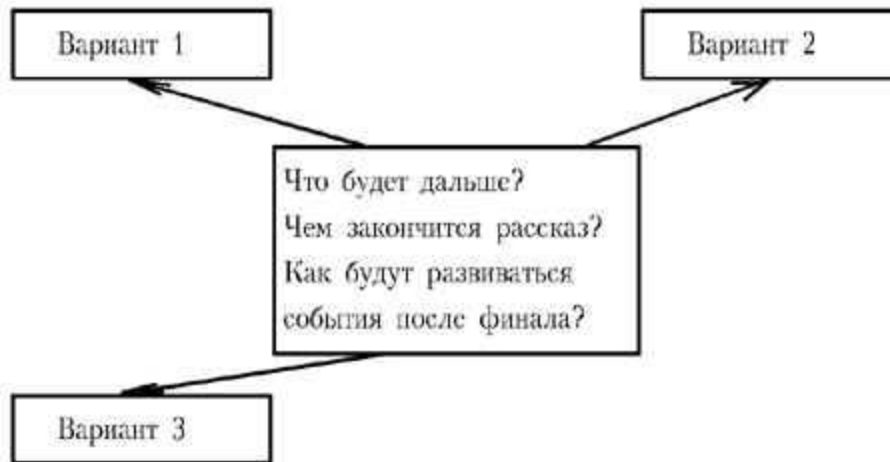 Вариант 1
Вариант 2
Что будет дальше?
Чем закончится рассказ?
Как будут развиваться
события после финала?
Вариант 3